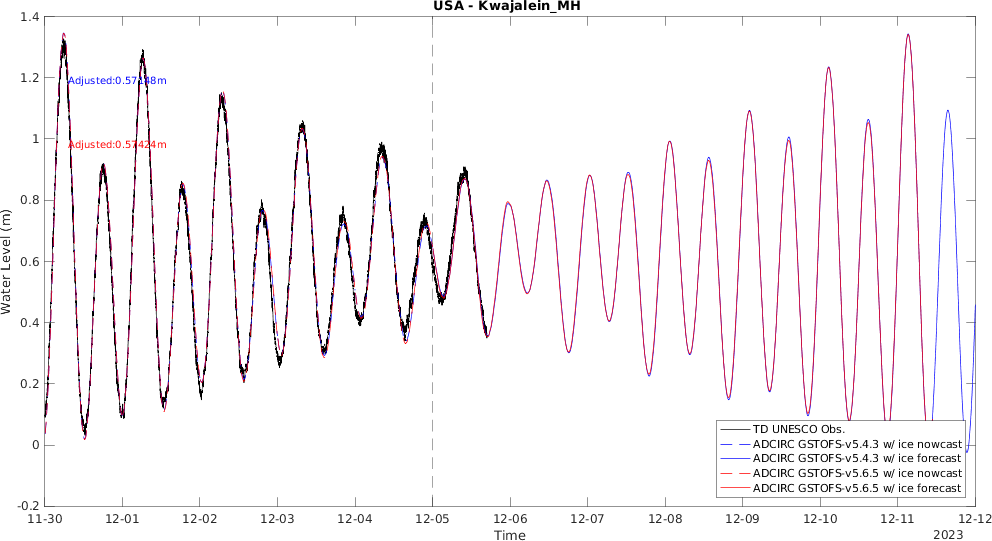 USA - Kwajalein_MH
1.4
1.2
1
0.8
0.6
0.4
0.2
0
-0.2
Water Level (m)
Adjusted:0.57148m
Adjusted:0.57424m
TD UNESCO Obs.
ADCIRC GSTOFS-v5.4.3 w/ ice nowcast
ADCIRC GSTOFS-v5.4.3 w/ ice forecast
ADCIRC GSTOFS-v5.6.5 w/ ice nowcast
ADCIRC GSTOFS-v5.6.5 w/ ice forecast
11-30 12-01 12-02 12-03 12-04 12-05 12-06 12-07 12-08 12-09 12-10 12-11 12-12
Time
2023